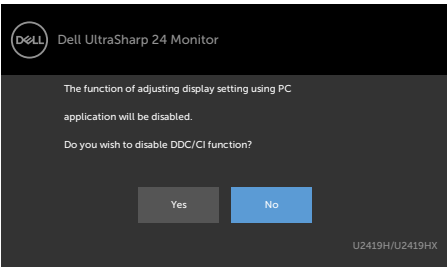 DELL
Dell UltraSharp 24 Monitor
The function of adjusting display setting using PC
application will be disabled.
Do you wish to disable DDC/CI function?
Yes
No
U2419H/U2419HX